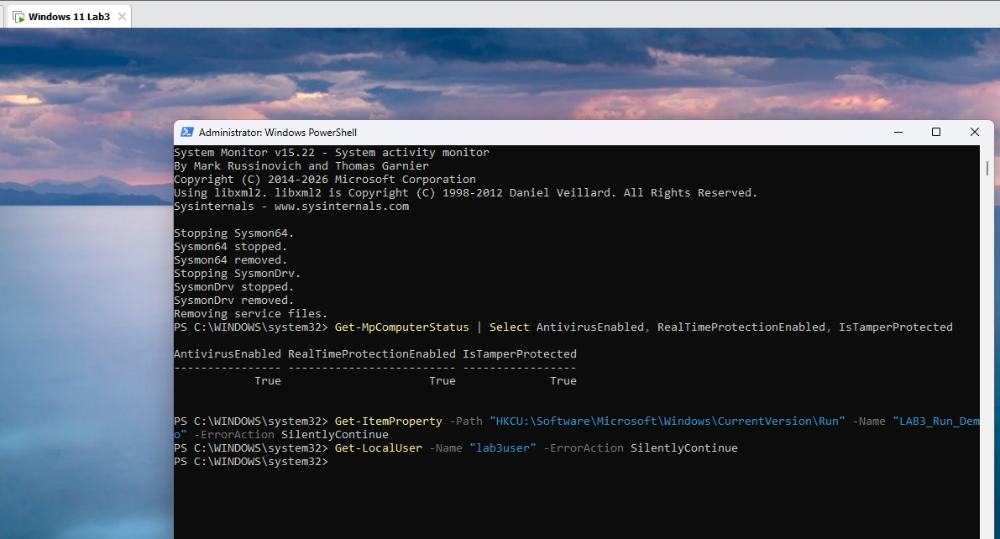 Windows 11 Lab3
Administrator: Windows PowerShell
System Monitor v15.22 - System activity monitor
By Mark Russinovich and Thomas Garnier
Copyright (C) 2014-2026 Microsoft Corporation
Using libxml2. libxml2 is Copyright (C) 1998-2012 Daniel Veillard. All Rights Reserved.
Sysinternals - www.sysinternals.com
Stopping Sysmon64.
Sysmon64 stopped.
Sysmon64 removed.
Stopping SysmonDrv.
SysmonDrv stopped.
SysmonDrv removed.
Removing service files.
PS C:\WINDOWS\system32> Get-MpComputerStatus | Select AntivirusEnabled, RealTimeProtectionEnabled, IsTamperProtected
AntivirusEnabled RealTimeProtectionEnabled IsTamperProtected
---------------- ------------------------- -----------------
True True True
PS C:\WINDOWS\system32> Get-ItemProperty -Path "HKCU:\Software\Microsoft\Windows\CurrentVersion\Run" -Name "LAB3_Run_Dem
o" -ErrorAction SilentlyContinue
PS C:\WINDOWS\system32> Get-LocalUser -Name "lab3user" -ErrorAction SilentlyContinue
PS C:\WINDOWS\system32>